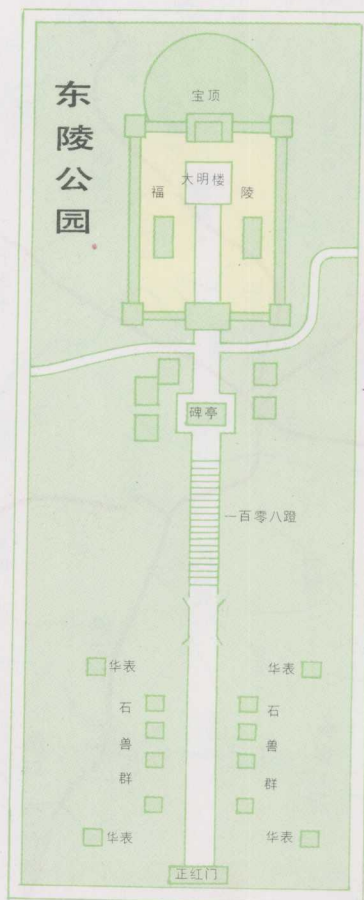 东陵公园
宝顶
大明楼
福 陵
碑亭
一百零八蹬
华表 华表
石兽群 石兽群
华表 华表
正红门